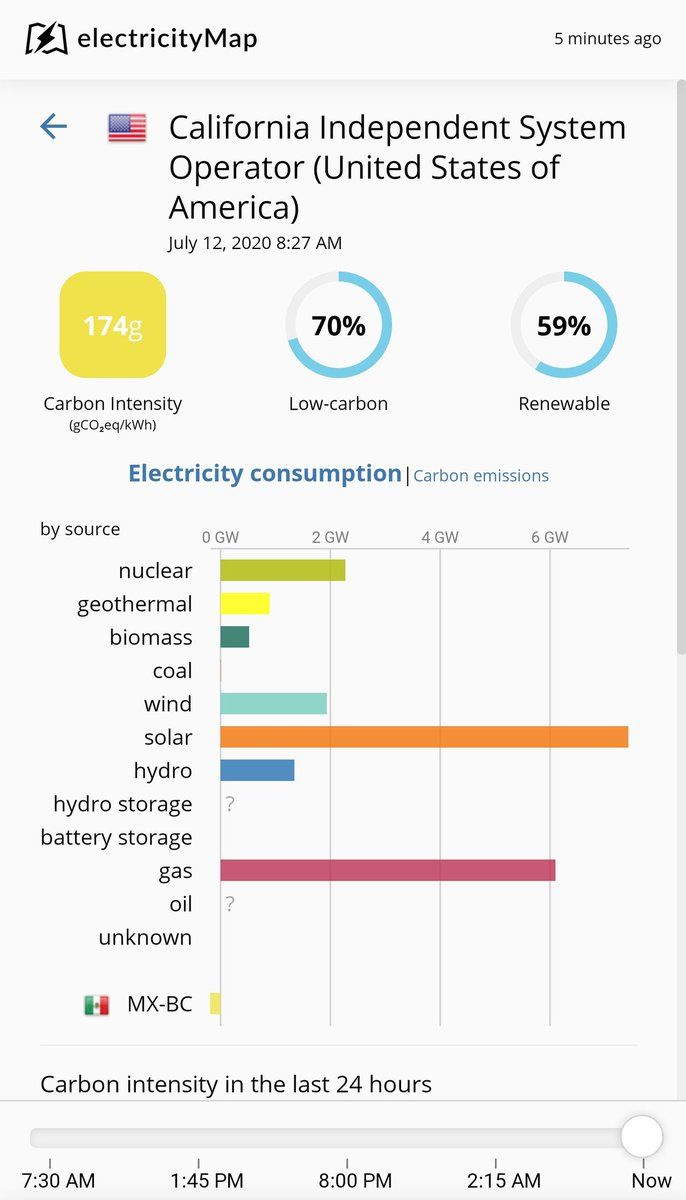 electricityMap
5 minutes ago
California Independent System
Operator (United States of
America)
July 12, 2020 8:27 AM
174g
70%
59%
Carbon Intensity
Low-carbon
Renewable
(gCO₂eq/kWh)
Electricity consumption|Carbon emissions
by source
0 GW 2 GW 4 GW 6 GW
nuclear
geothermal
biomass
coal
wind
solar
hydro
hydro storage ?
battery storage
gas
oil ?
unknown
MX-BC
Carbon intensity in the last 24 hours
7:30 AM 1:45 PM 8:00 PM 2:15 AM Now